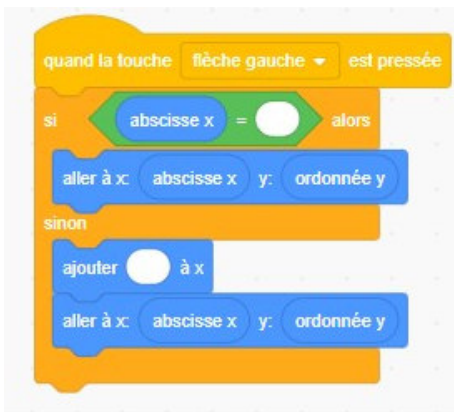 quand la touche flèche gauche est pressée
si abscisse x = alors
aller à x: abscisse x y: ordonnée y
sinon
ajouter à x
aller à x: abscisse x y: ordonnée y